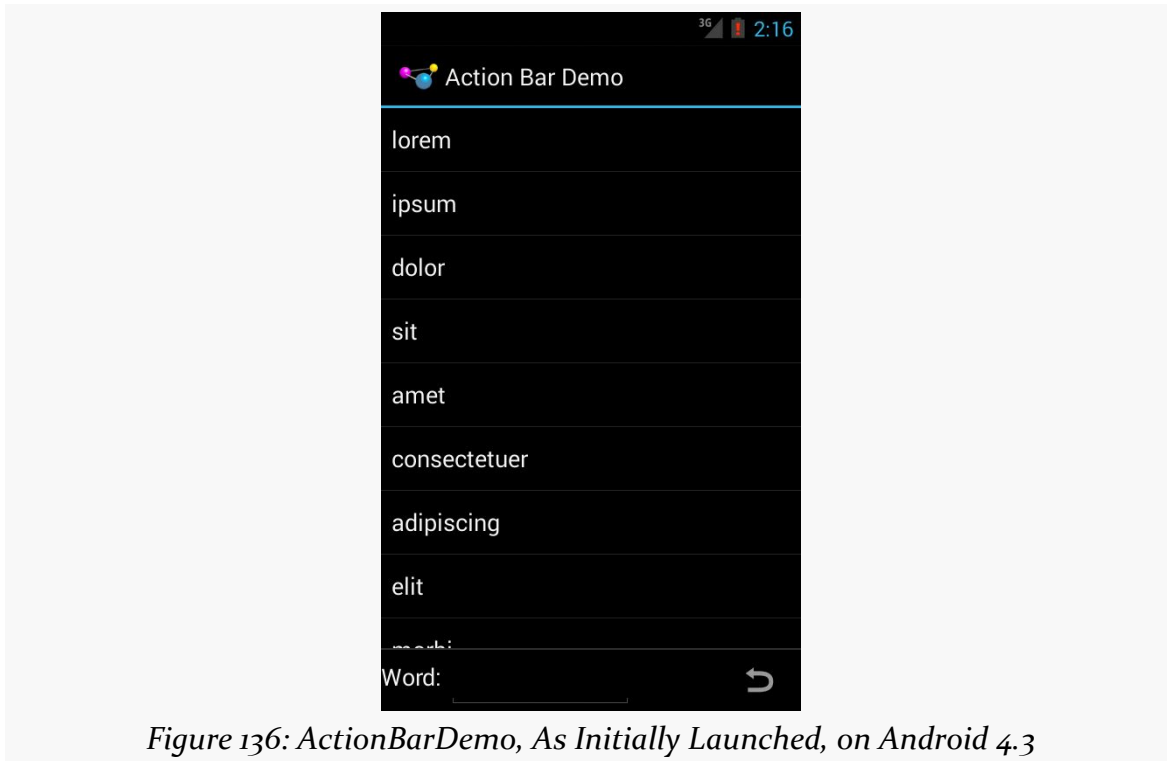 3G 2:16
Action Bar Demo
lorem
ipsum
dolor
sit
amet
consectetuer
adipiscing
elit
morbi
Word:
Figure 136: ActionBarDemo, As Initially Launched, on Android 4.3